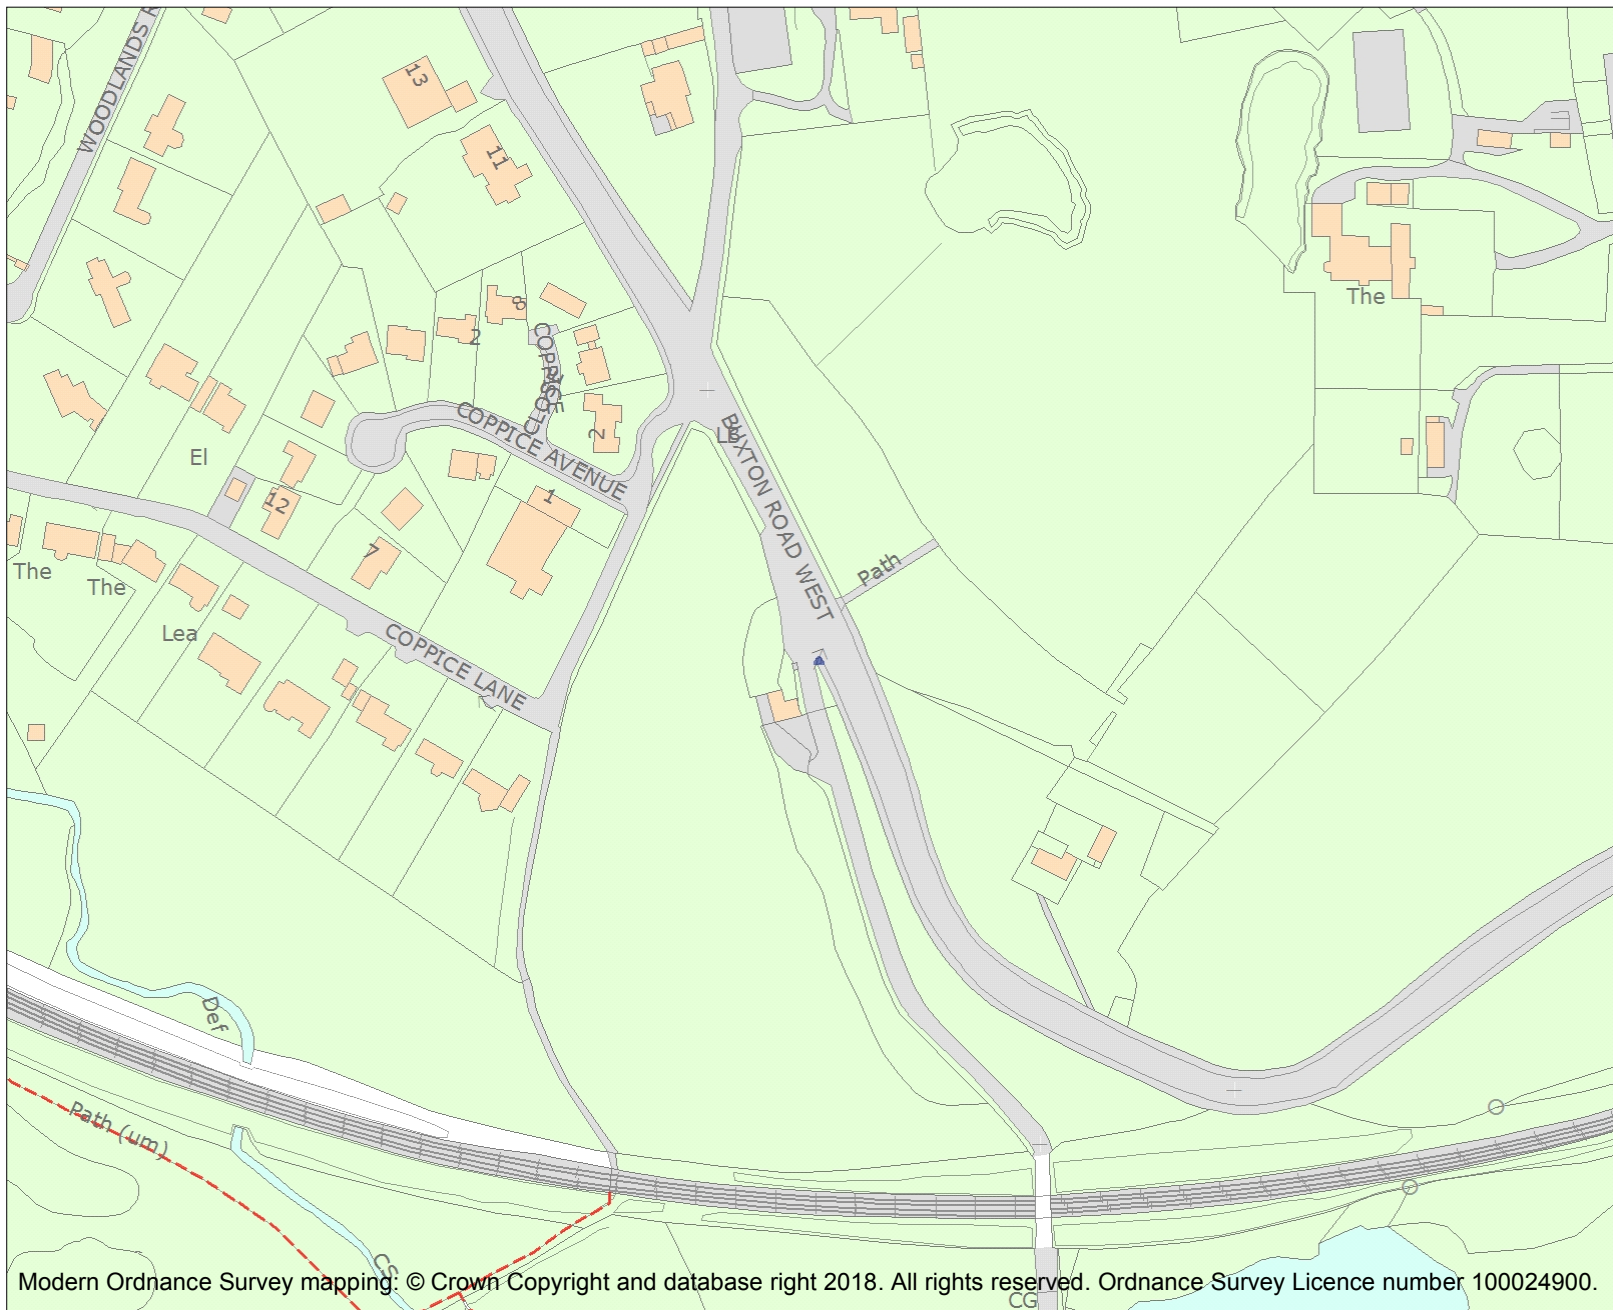 WOODLANDS R
13
11
8
2
COPPICE
CLOSE
2
COPPICE AVENUE
LB
BUXTON ROAD WEST
The
El
12
1
7
The
The
Path
Lea
COPPICE LANE
Def
Path (um)
CS
Modern Ordnance Survey mapping: © Crown Copyright and database right 2018. All rights reserved. Ordnance Survey Licence number 100024900.
CG